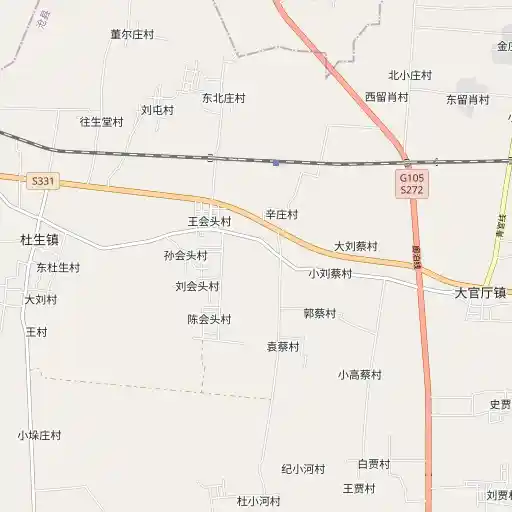 沧县
董尔庄村
金庄
北小庄村
西留肖村
东留肖村
东北庄村
刘屯村
往生堂村
小
G105
S272
S331
王会头村
辛庄村
杜生镇
大刘蔡村
孙会头村
东杜生村
小刘蔡村
刘会头村
大官厅镇
大刘村
郭蔡村
陈会头村
王村
袁蔡村
小高蔡村
史贾
小垛庄村
白贾村
纪小河村
王贾村
刘贾村
杜小河村